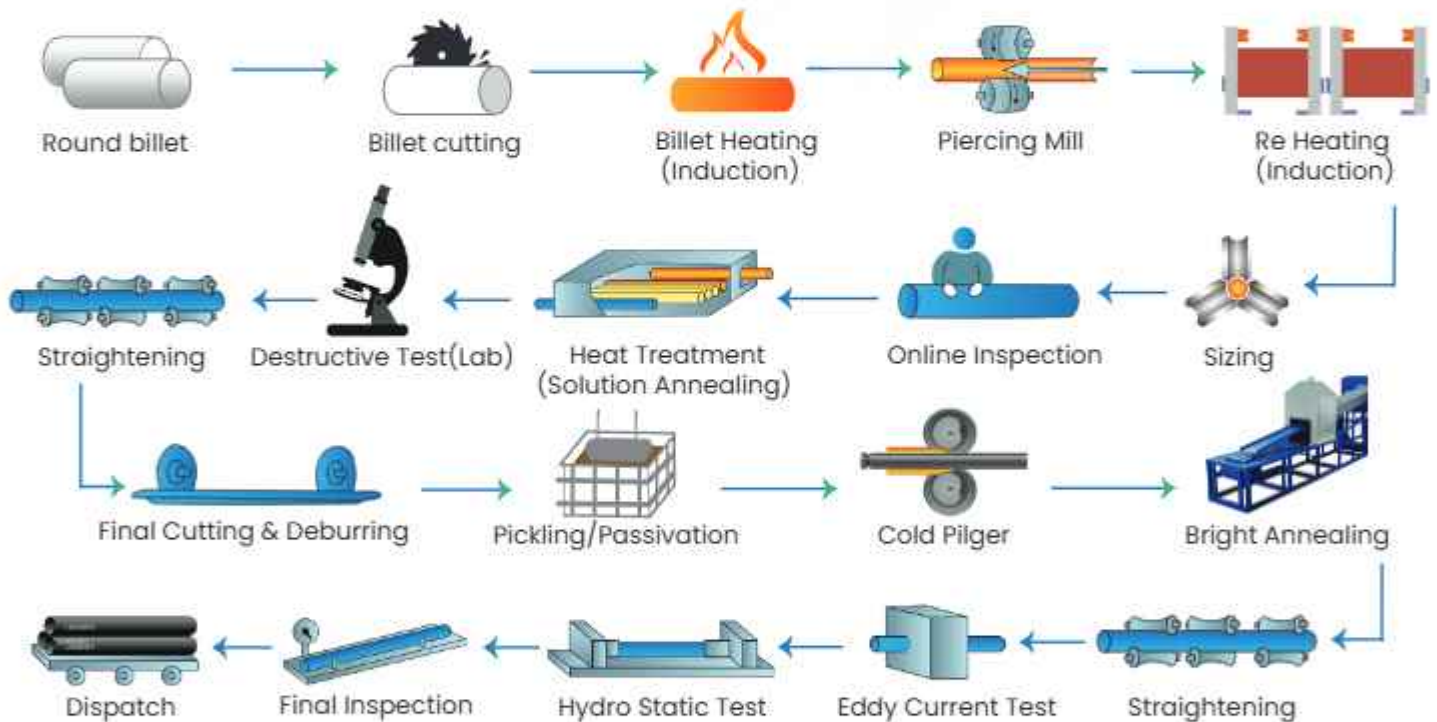 Round billet
Billet cutting
Billet Heating
(Induction)
Piercing Mill
Re Heating
(Induction)
Straightening
Destructive Test(Lab)
Heat Treatment
(Solution Annealing)
Online Inspection
Sizing
Final Cutting & Deburring
Pickling/Passivation
Cold Pilger
Bright Annealing
Dispatch
Final Inspection
Hydro Static Test
Eddy Current Test
Straightening